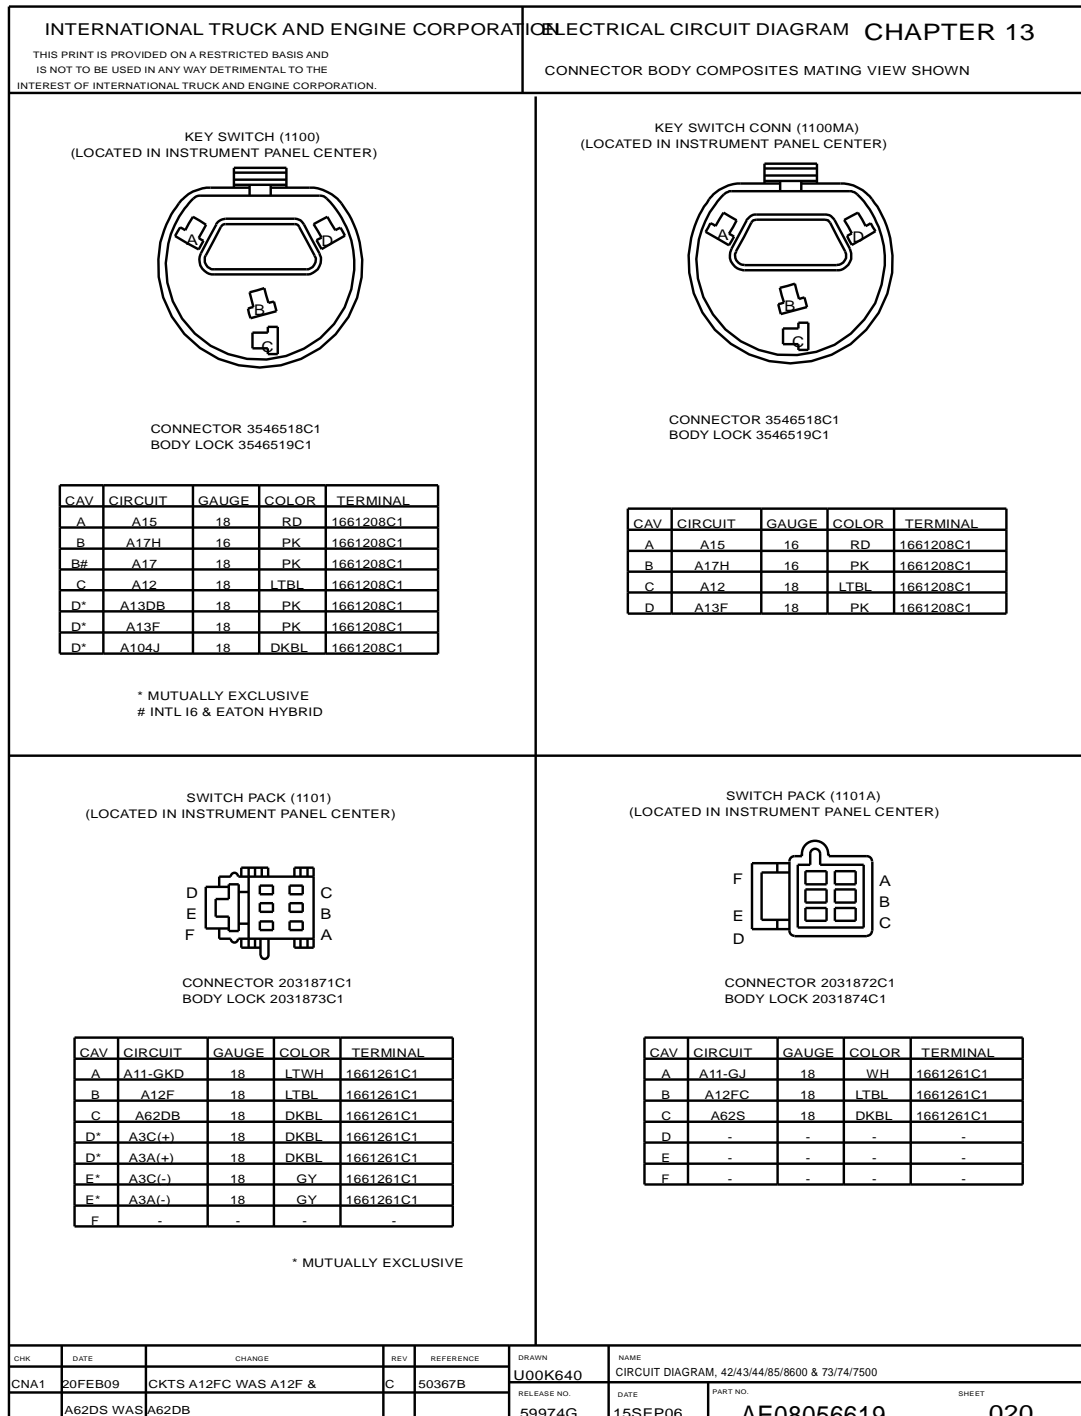 INTERNATIONAL TRUCK AND ENGINE CORPORATION
THIS PRINT IS PROVIDED ON A RESTRICTED BASIS AND
IS NOT TO BE USED IN ANY WAY DETRIMENTAL TO THE
INTEREST OF INTERNATIONAL TRUCK AND ENGINE CORPORATION.
ELECTRICAL CIRCUIT DIAGRAM CHAPTER 13
CONNECTOR BODY COMPOSITES MATING VIEW SHOWN
KEY SWITCH (1100)
(LOCATED IN INSTRUMENT PANEL CENTER)
A
D
B
C
CONNECTOR 3546518C1
BODY LOCK 3546519C1
CAV CIRCUIT GAUGE COLOR TERMINAL
A A15 18 RD 1661208C1
B A17H 16 PK 1661208C1
B# A17 18 PK 1661208C1
C A12 18 LTBL 1661208C1
D* A13DB 18 PK 1661208C1
D* A13F 18 PK 1661208C1
D* A104J 18 DKBL 1661208C1
* MUTUALLY EXCLUSIVE
# INTL I6 & EATON HYBRID
KEY SWITCH CONN (1100MA)
(LOCATED IN INSTRUMENT PANEL CENTER)
A
D
B
C
CONNECTOR 3546518C1
BODY LOCK 3546519C1
CAV CIRCUIT GAUGE COLOR TERMINAL
A A15 16 RD 1661208C1
B A17H 16 PK 1661208C1
C A12 18 LTBL 1661208C1
D A13F 18 PK 1661208C1
SWITCH PACK (1101)
(LOCATED IN INSTRUMENT PANEL CENTER)
D C
E B
F A
CONNECTOR 2031871C1
BODY LOCK 2031873C1
CAV CIRCUIT GAUGE COLOR TERMINAL
A A11-GKD 18 LTWH 1661261C1
B A12F 18 LTBL 1661261C1
C A62DB 18 DKBL 1661261C1
D* A3C(+) 18 DKBL 1661261C1
D* A3A(+) 18 DKBL 1661261C1
E* A3C(-) 18 GY 1661261C1
E* A3A(-) 18 GY 1661261C1
F - - - -
* MUTUALLY EXCLUSIVE
SWITCH PACK (1101A)
(LOCATED IN INSTRUMENT PANEL CENTER)
F A
B
E C
D
CONNECTOR 2031872C1
BODY LOCK 2031874C1
CAV CIRCUIT GAUGE COLOR TERMINAL
A A11-GJ 18 WH 1661261C1
B A12FC 18 LTBL 1661261C1
C A62S 18 DKBL 1661261C1
D - - - -
E - - - -
F - - - -
CHK DATE CHANGE REV REFERENCE
CNA1 20FEB09 CKTS A12FC WAS A12F & C 50367B
A62DS WAS A62DB
DRAWN
U00K640
NAME
CIRCUIT DIAGRAM, 42/43/44/85/8600 & 73/74/7500
RELEASE NO.
59974G
DATE
15SEP06
PART NO.
AE08056619
SHEET
020